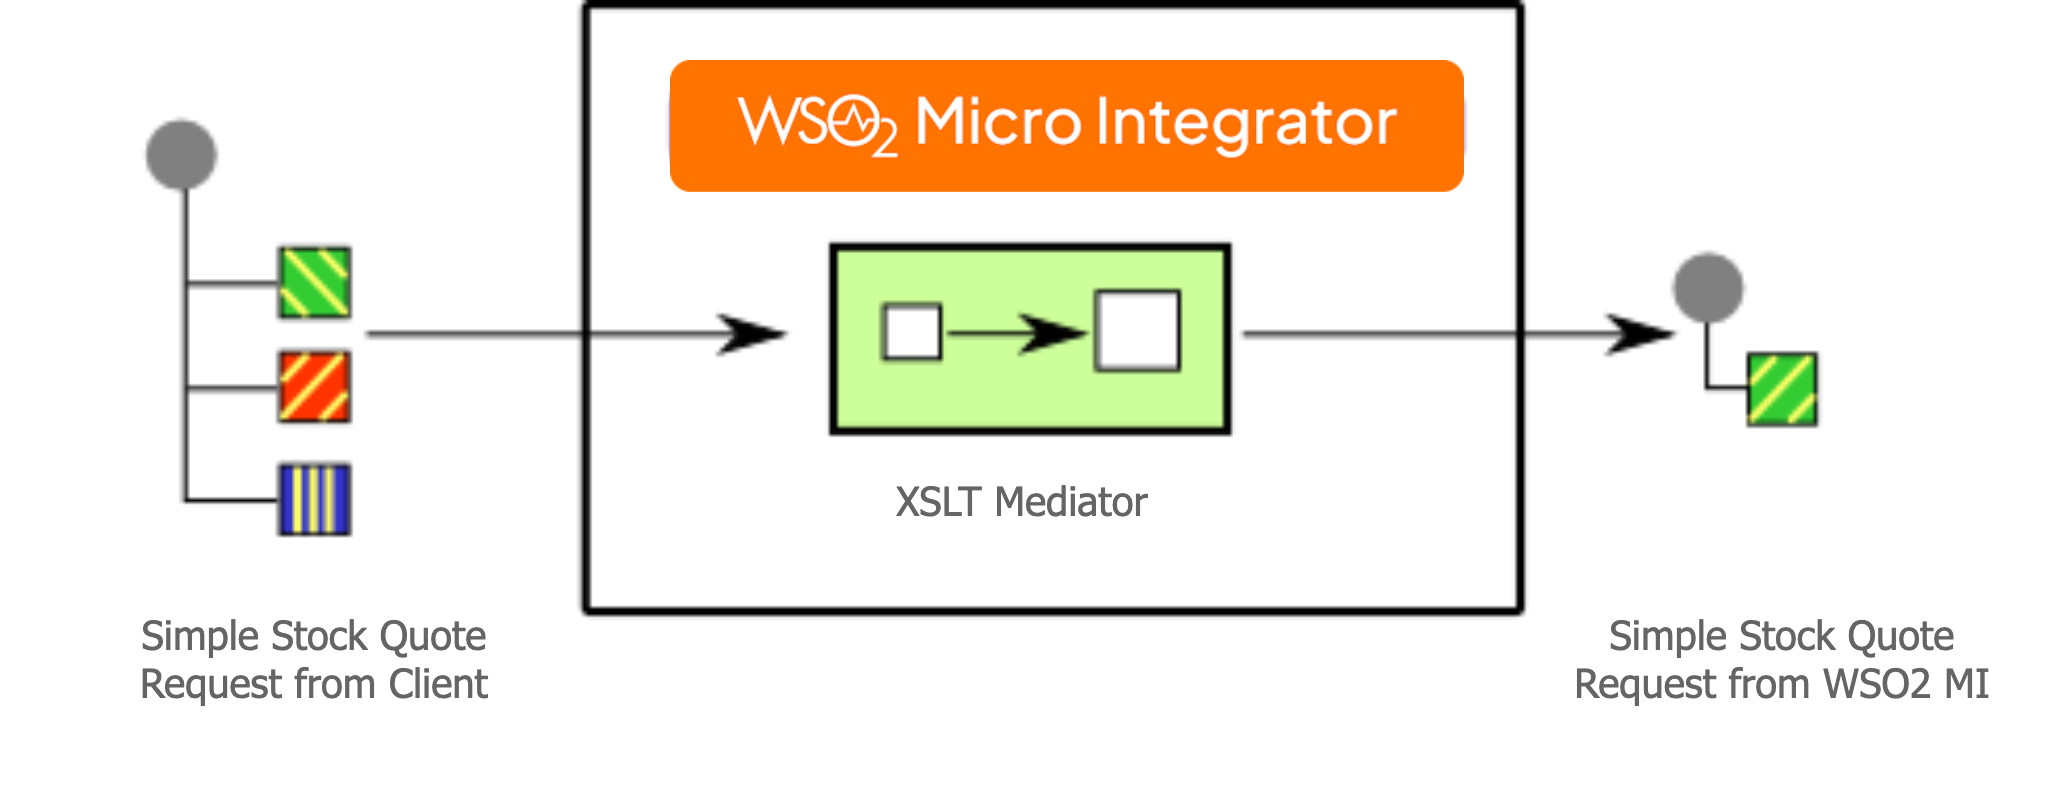 WSO2 Micro Integrator
XSLT Mediator
Simple Stock Quote
Request from Client
Simple Stock Quote
Request from WSO2 MI